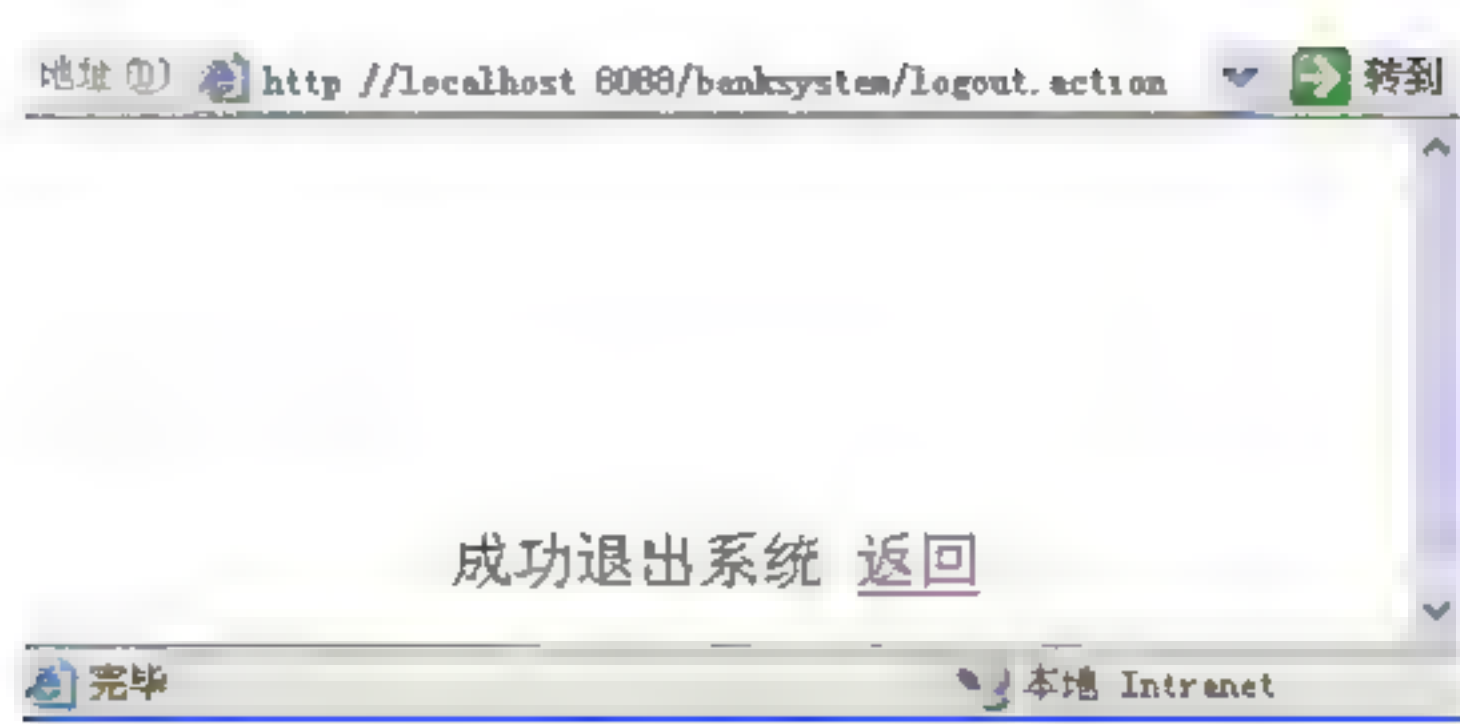 地址(D) http://localhost:8080/banksystem/logout.action 转到
成功退出系统 返回
完毕 本地 Intranet